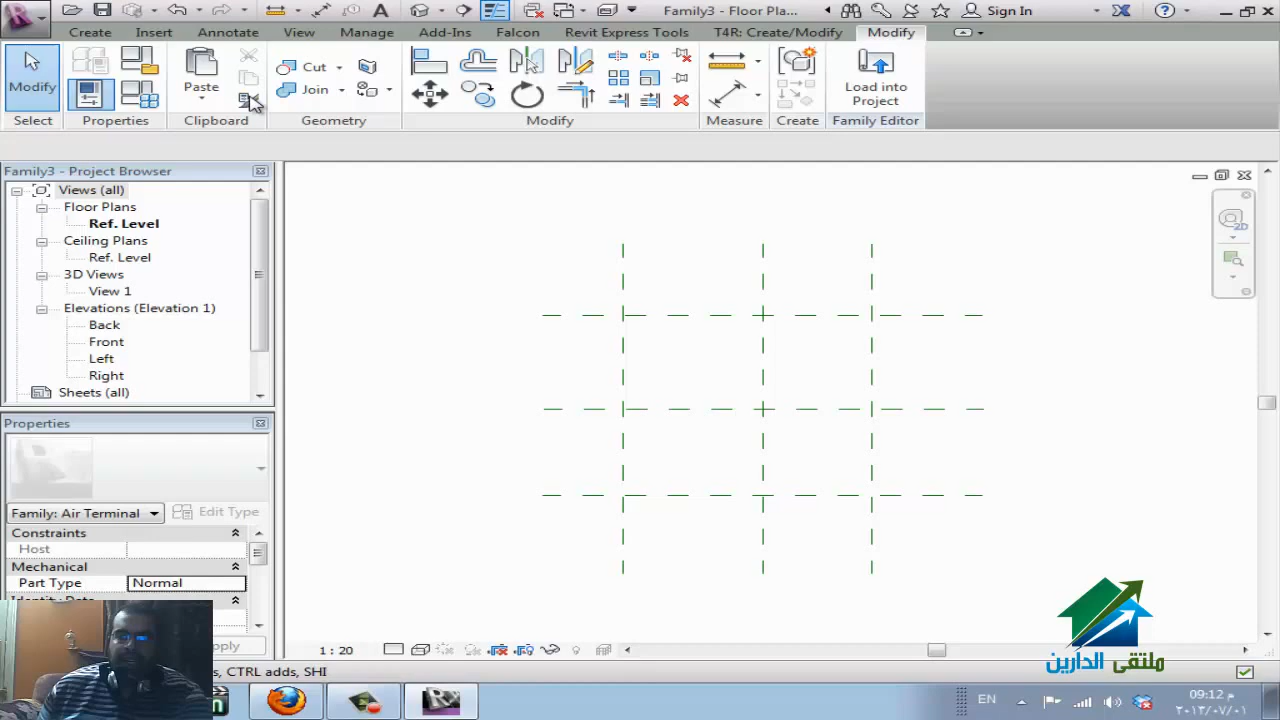 Family3 - Floor Pla...
Sign In
Create
Insert
Annotate
View
Manage
Add-Ins
Falcon
Revit Express Tools
T4R: Create/Modify
Modify
Modify
Paste
Cut
Join
Load into
Project
Select
Properties
Clipboard
Geometry
Modify
Measure
Create
Family Editor
Family3 - Project Browser
Views (all)
Floor Plans
Ref. Level
Ceiling Plans
Ref. Level
3D Views
View 1
Elevations (Elevation 1)
Back
Front
Left
Right
Sheets (all)
2D
Properties
Family: Air Terminal
Edit Type
Constraints
Host
Mechanical
Part Type
Normal
1 : 20
ملتقى الدارين
, CTRL adds, SHI
EN
09:12 م
٢٠١٣/٠٧/٠١